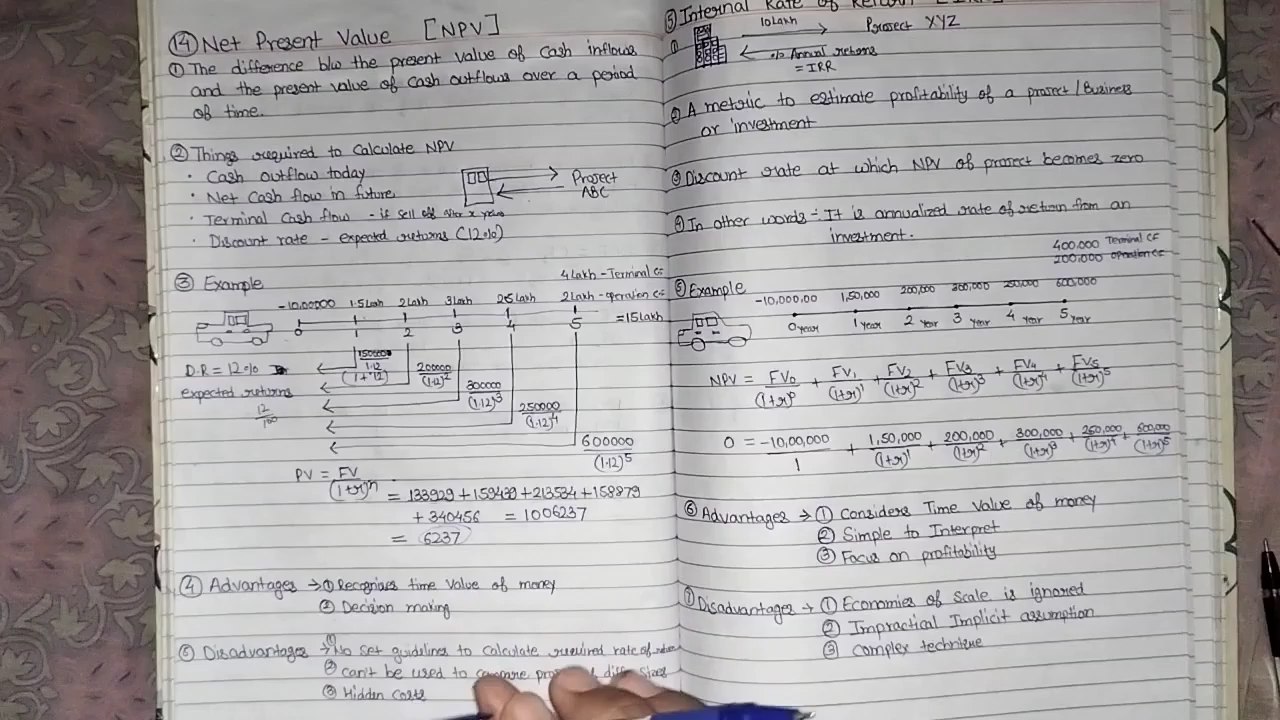 (14) Net Present Value [NPV]
① The difference b/w the present value of cash inflows
and the present value of cash outflows over a period
of time.
② Things required to calculate NPV
· Cash outflow today
· Net cash flow in future
· Terminal cash flow - is sell off after x years
· Discount rate - expected returns (12%)
Project
ABC
③ Example
4 Lakh - Terminal CF
-10,00000 1.5 Lakh 2 Lakh 3 Lakh 2.5 Lakh 2 Lakh - operation CF
0 1 2 3 4 5 = 15 Lakh
D.R = 12%
expected returns
12/100
150000
1.12
(1+.12)
200000/(1.12)²
300000/(1.12)³
250000/(1.12)⁴
600000/(1.12)⁵
PV = FV/(1+r)ⁿ
= 133929 + 159439 + 213534 + 158879
+ 340456 = 1006237
= 6237
④ Advantages → ① Recognises time value of money
② Decision making
⑤ Disadvantages → ① No set guidelines to calculate required rate of return
② can't be used to compare diff sizes
③ Hidden costs
⑤ Internal Rate of Return
① 10 Lakh Project XYZ
% Annual returns
= IRR
② A metric to estimate profitability of a project / Business
or investment
③ Discount rate at which NPV of project becomes zero
④ In other words :- It is annualized rate of return from an
investment.
400,000 Terminal CF
200,000 operation CF
⑤ Example
-10,000,00 1,50,000 200,000 300,000 250,000 600,000
0 year 1 year 2 year 3 year 4 year 5 year
NPV = FV₀/(1+r)⁰ + FV₁/(1+r)¹ + FV₂/(1+r)² + FV₃/(1+r)³ + FV₄/(1+r)⁴ + FV₅/(1+r)⁵
0 = -10,00,000/1 + 1,50,000/(1+r)¹ + 200,000/(1+r)² + 300,000/(1+r)³ + 250,000/(1+r)⁴ + 600,000/(1+r)⁵
⑥ Advantages → ① Considers Time value of money
② Simple to Interpret
③ Focus on profitability
⑦ Disadvantages → ① Economies of Scale is ignored
② Impractical Implicit assumption
③ complex technique